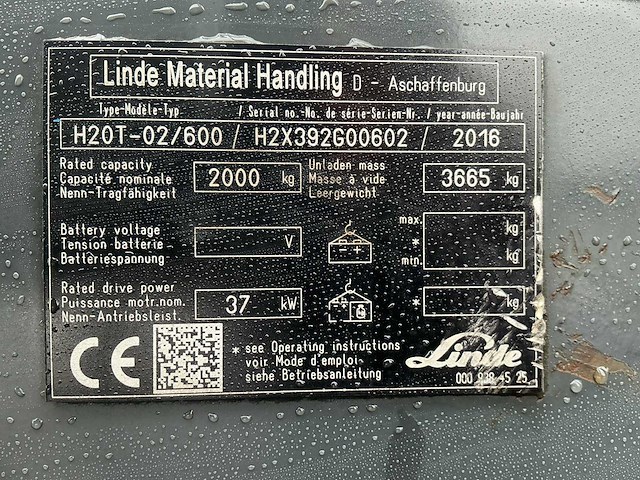 Linde Material Handling D - Aschaffenburg
Type-Modèle-Typ / Serial no.-No. de série-Serien-Nr. / year-année-Baujahr
H20T-02/600 / H2X392G00602 / 2016
Rated capacity
Capacité nominale
Nenn-Tragfähigkeit
2000 kg
Unladen mass
Masse à vide
Leergewicht
3665 kg
Battery voltage
Tension batterie
Batteriespannung
V
max.
*
min.
kg
kg
Rated drive power
Puissance motr.nom.
Nenn-Antriebsleist.
37 kW
* kg
CE
* see Operating instructions
voir Mode d'emploi
siehe Betriebsanleitung
Linde
000 938 45 25